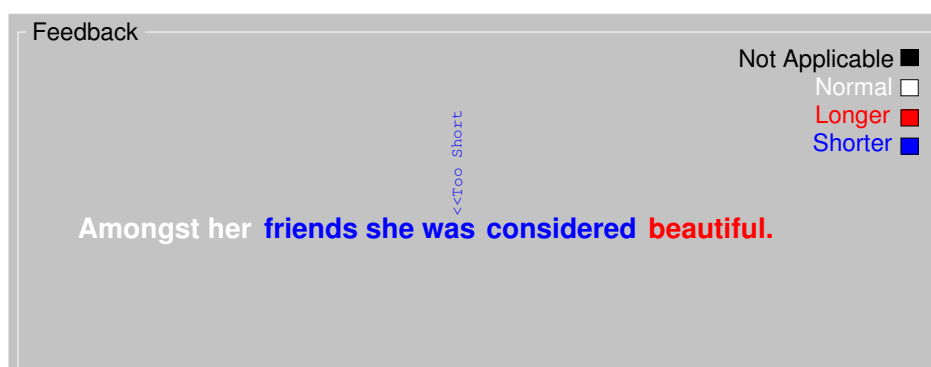 Feedback
Not Applicable
Normal
Longer
Shorter
<<Too Short
Amongst her friends she was considered beautiful.